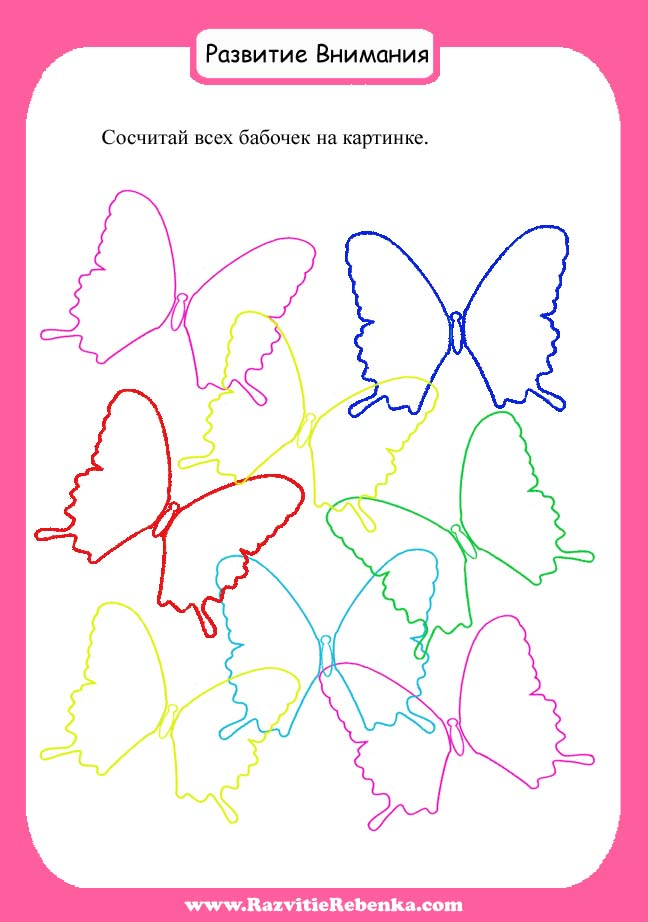 Развитие Внимания
Сосчитай всех бабочек на картинке.
www.RazvitieRebenka.com